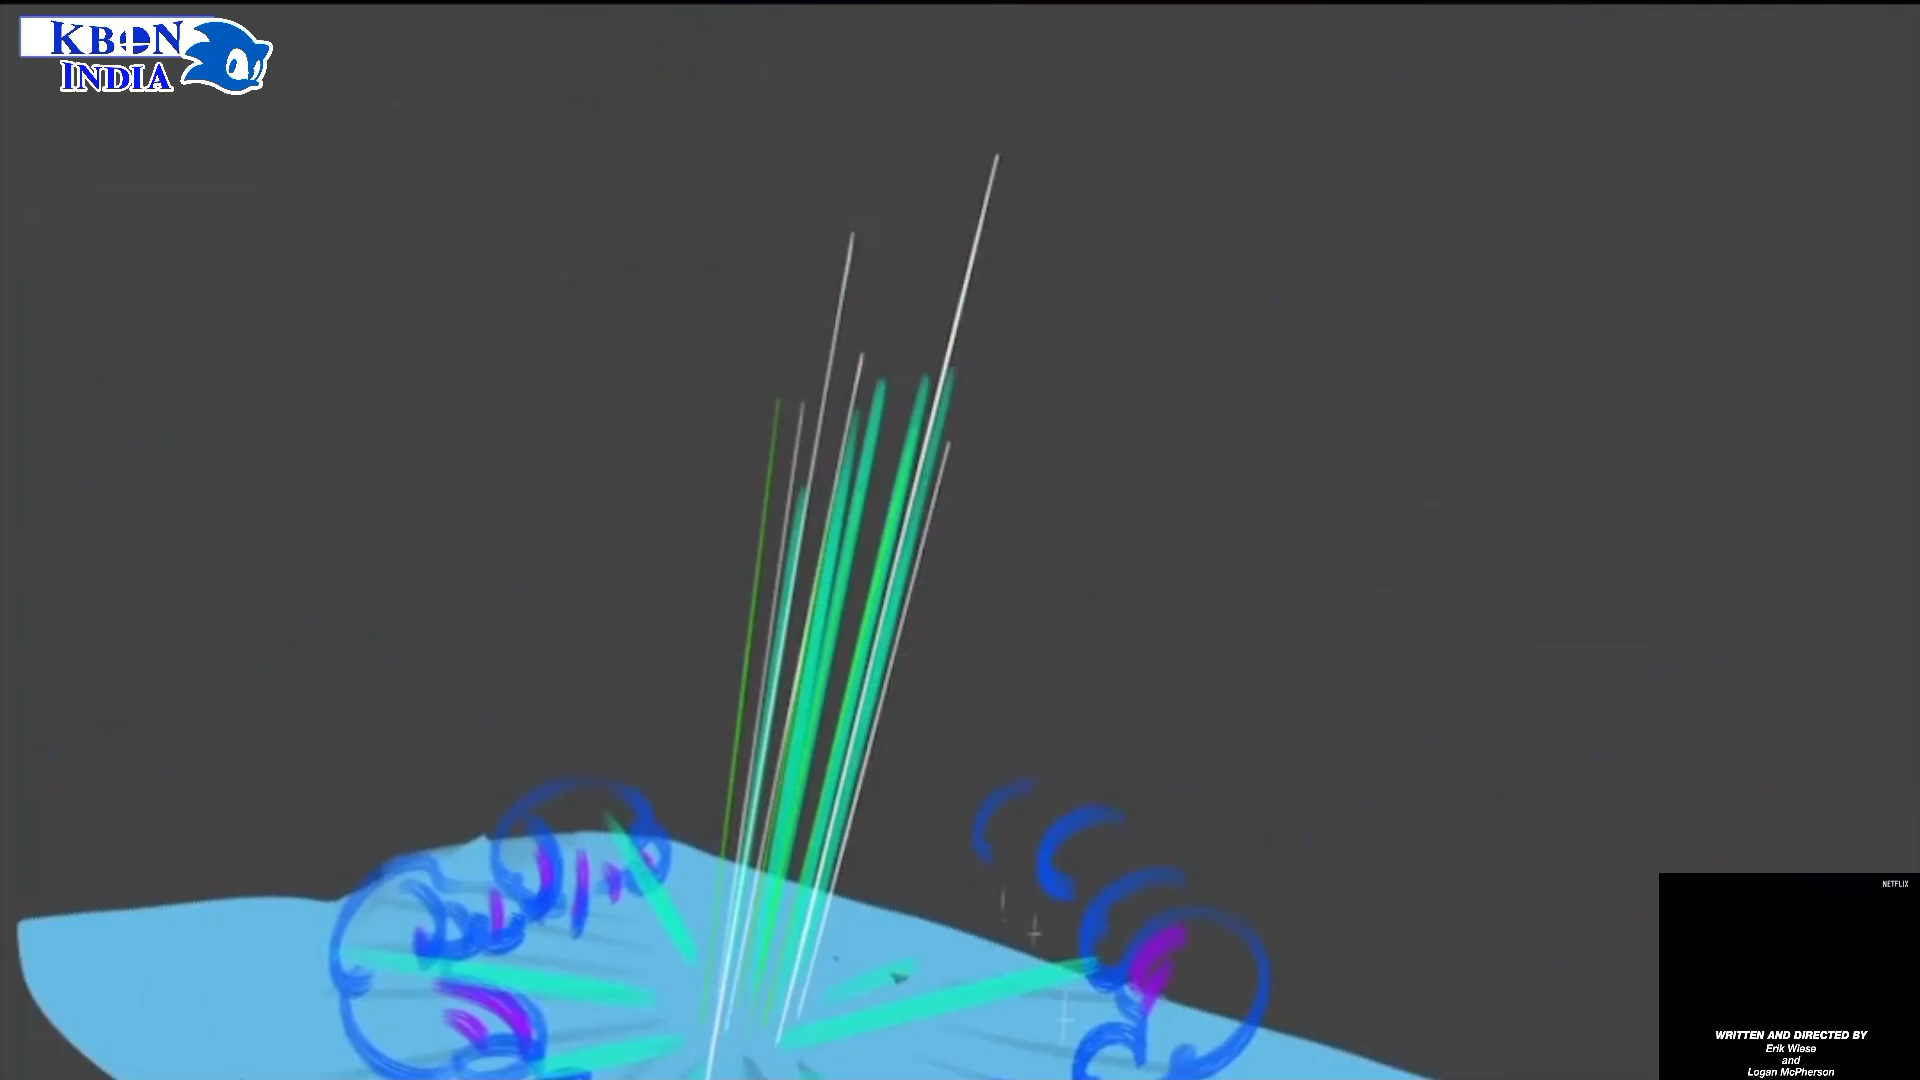 KBON
INDIA
NETFLIX
WRITTEN AND DIRECTED BY
Erik Wiese
and
Logan McPherson